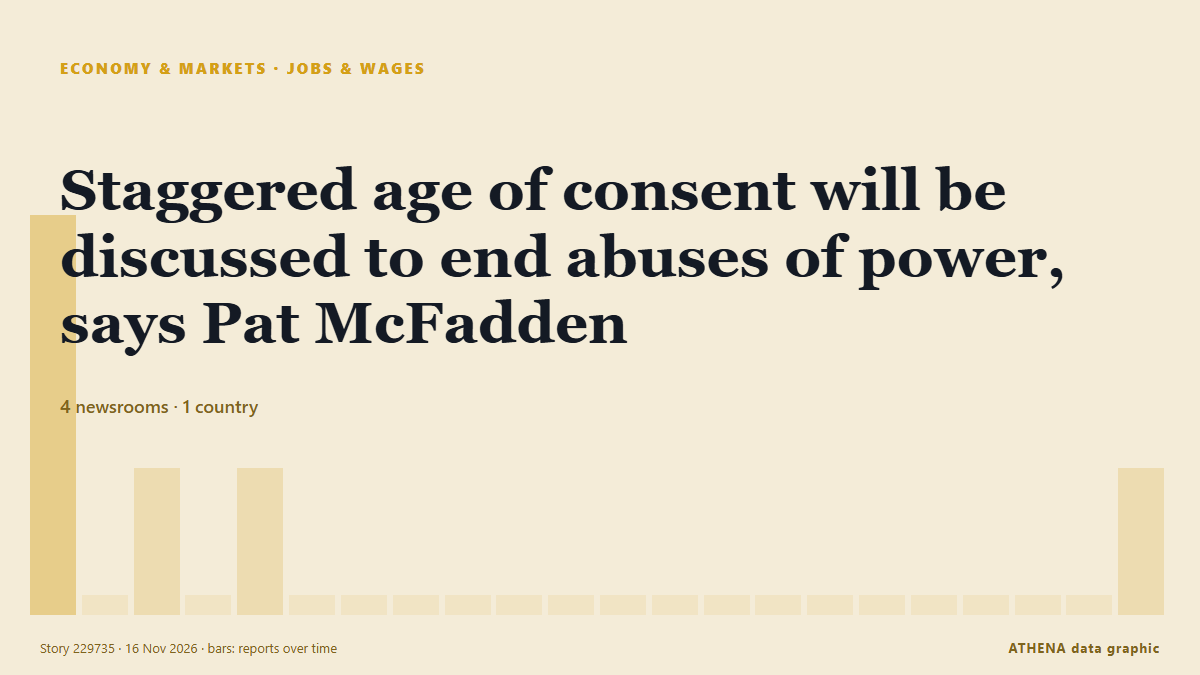 ECONOMY & MARKETS · JOBS & WAGES
Staggered age of consent will be
discussed to end abuses of power,
says Pat McFadden
4 newsrooms · 1 country
Story 229735 · 16 Nov 2026 · bars: reports over time
ATHENA data graphic